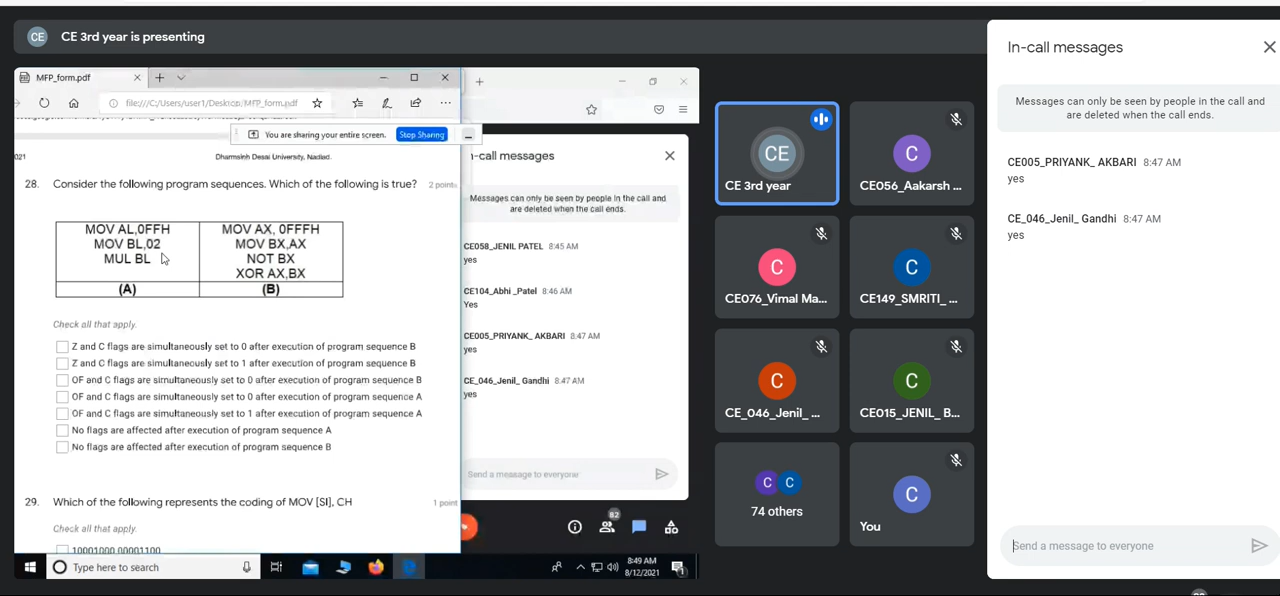 CE CE 3rd year is presenting
MFP_form.pdf
file:///C:/Users/user1/Desktop/MFP_form.pdf
You are sharing your entire screen. Stop Sharing
021 Dharmsinh Desai University, Nadiad.
28. Consider the following program sequences. Which of the following is true? 2 points
MOV AL,0FFH MOV AX, 0FFFH
MOV BL,02 MOV BX,AX
MUL BL NOT BX
XOR AX,BX
(A) (B)
Check all that apply.
Z and C flags are simultaneously set to 0 after execution of program sequence B
Z and C flags are simultaneously set to 1 after execution of program sequence B
OF and C flags are simultaneously set to 0 after execution of program sequence B
OF and C flags are simultaneously set to 0 after execution of program sequence A
OF and C flags are simultaneously set to 1 after execution of program sequence A
No flags are affected after execution of program sequence A
No flags are affected after execution of program sequence B
29. Which of the following represents the coding of MOV [SI], CH 1 point
Check all that apply.
10001000 00001100
n-call messages
Messages can only be seen by people in the call and
are deleted when the call ends.
CE058_JENIL PATEL 8:45 AM
yes
CE104_Abhi _Patel 8:46 AM
Yes
CE005_PRIYANK_ AKBARI 8:47 AM
yes
CE_046_Jenil_ Gandhi 8:47 AM
yes
Send a message to everyone
82
Type here to search
8:49 AM
8/12/2021
1
CE
CE 3rd year
C
CE056_Aakarsh ...
C
CE076_Vimal Ma...
C
CE149_SMRITI_ ...
C
CE_046_Jenil_ ...
C
CE015_JENIL_ B...
C C
74 others
C
You
In-call messages
Messages can only be seen by people in the call and
are deleted when the call ends.
CE005_PRIYANK_ AKBARI 8:47 AM
yes
CE_046_Jenil_ Gandhi 8:47 AM
yes
Send a message to everyone